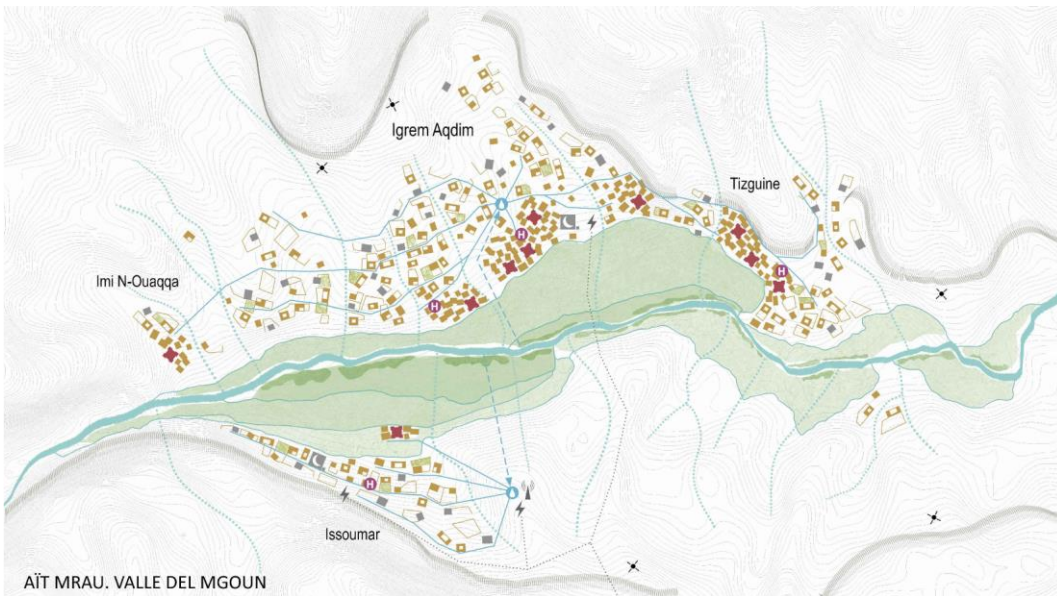 Igrem Aqdim
Tizguine
Imi N-Ouaqqa
H
H
H
H
Issoumar
AÏT MRAU. VALLE DEL MGOUN